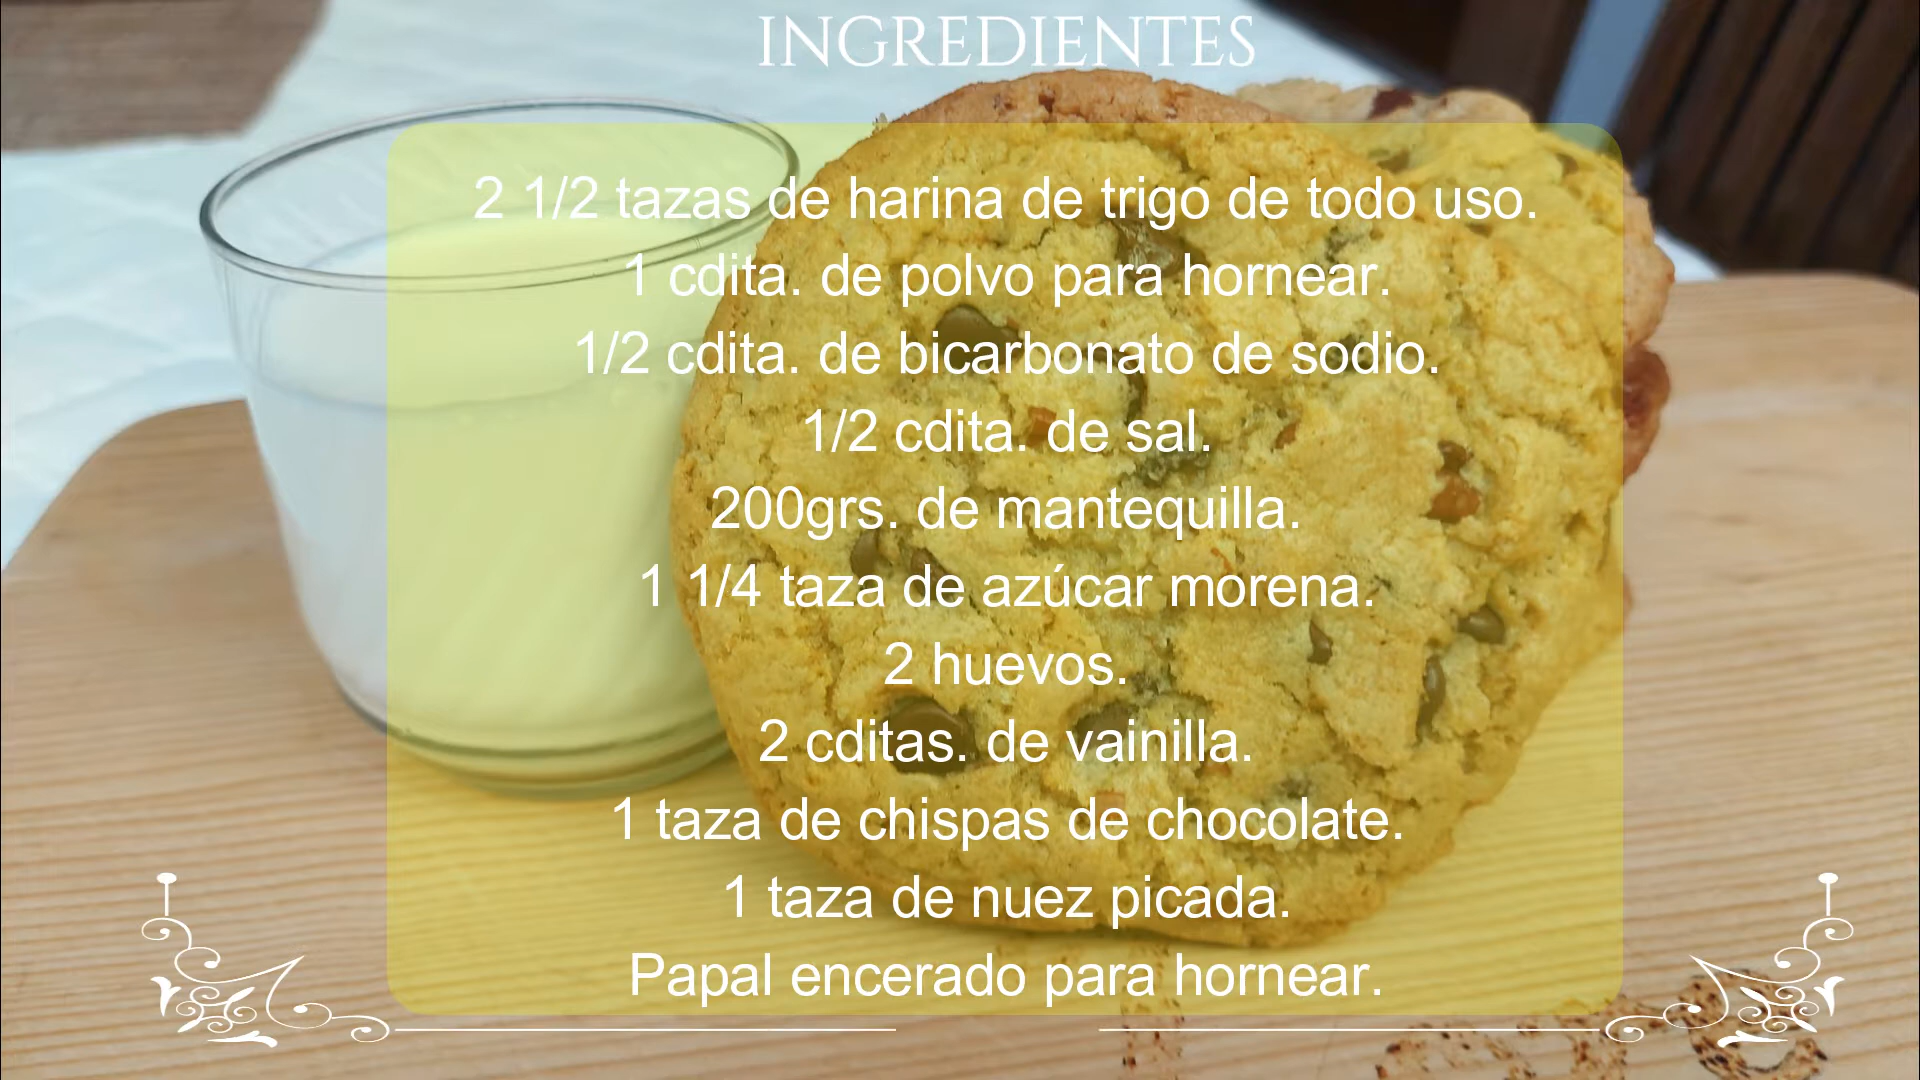 INGREDIENTES
2 1/2 tazas de harina de trigo de todo uso.
1 cdita. de polvo para hornear.
1/2 cdita. de bicarbonato de sodio.
1/2 cdita. de sal.
200grs. de mantequilla.
1 1/4 taza de azúcar morena.
2 huevos.
2 cditas. de vainilla.
1 taza de chispas de chocolate.
1 taza de nuez picada.
Papal encerado para hornear.